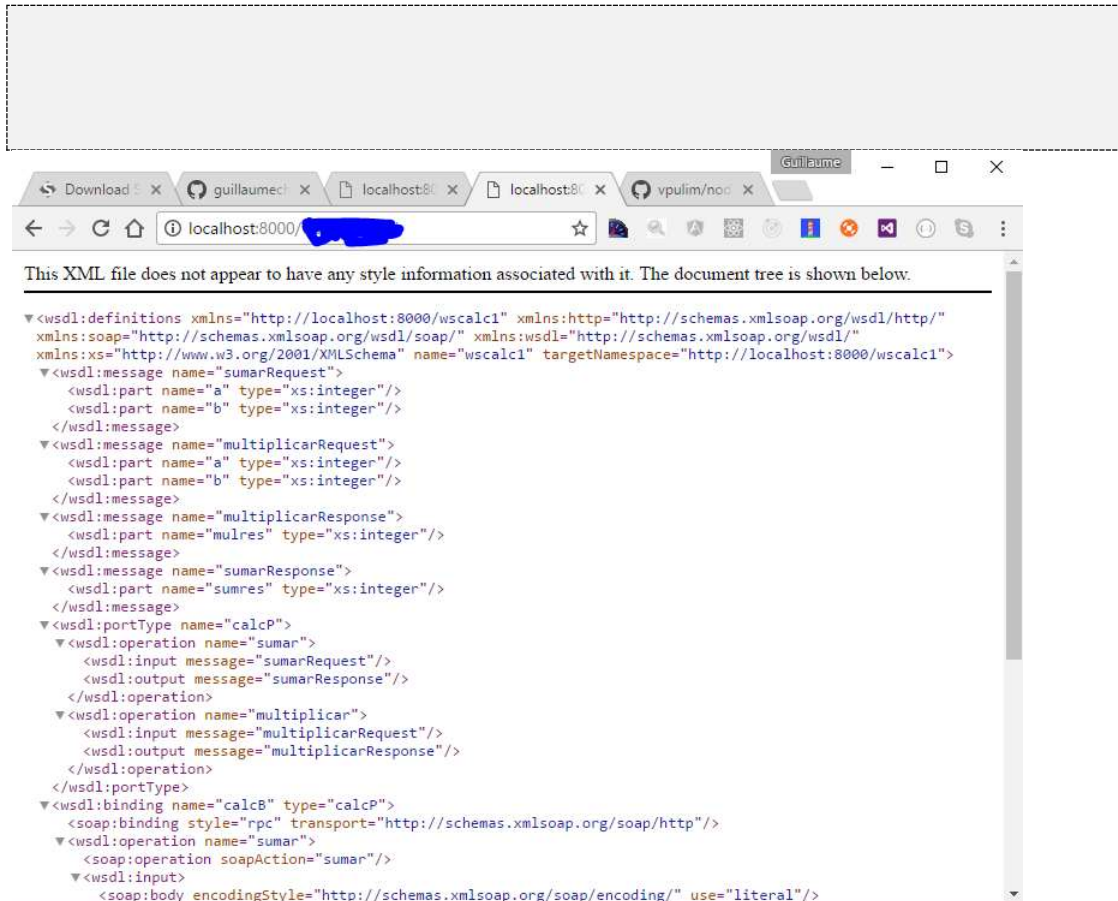 Guillaume
Download S
guillaumech
localhost:80
localhost:80
vpulim/nod
localhost:8000/
This XML file does not appear to have any style information associated with it. The document tree is shown below.
▼<wsdl:definitions xmlns="http://localhost:8000/wscalc1" xmlns:http="http://schemas.xmlsoap.org/wsdl/http/"
xmlns:soap="http://schemas.xmlsoap.org/wsdl/soap/" xmlns:wsdl="http://schemas.xmlsoap.org/wsdl/"
xmlns:xs="http://www.w3.org/2001/XMLSchema" name="wscalc1" targetNamespace="http://localhost:8000/wscalc1">
▼<wsdl:message name="sumarRequest">
<wsdl:part name="a" type="xs:integer"/>
<wsdl:part name="b" type="xs:integer"/>
</wsdl:message>
▼<wsdl:message name="multiplicarRequest">
<wsdl:part name="a" type="xs:integer"/>
<wsdl:part name="b" type="xs:integer"/>
</wsdl:message>
▼<wsdl:message name="multiplicarResponse">
<wsdl:part name="mulres" type="xs:integer"/>
</wsdl:message>
▼<wsdl:message name="sumarResponse">
<wsdl:part name="sumres" type="xs:integer"/>
</wsdl:message>
▼<wsdl:portType name="calcP">
▼<wsdl:operation name="sumar">
<wsdl:input message="sumarRequest"/>
<wsdl:output message="sumarResponse"/>
</wsdl:operation>
▼<wsdl:operation name="multiplicar">
<wsdl:input message="multiplicarRequest"/>
<wsdl:output message="multiplicarResponse"/>
</wsdl:operation>
</wsdl:portType>
▼<wsdl:binding name="calcB" type="calcP">
<soap:binding style="rpc" transport="http://schemas.xmlsoap.org/soap/http"/>
▼<wsdl:operation name="sumar">
<soap:operation soapAction="sumar"/>
▼<wsdl:input>
<soap:body encodingStyle="http://schemas.xmlsoap.org/soap/encoding/" use="literal"/>